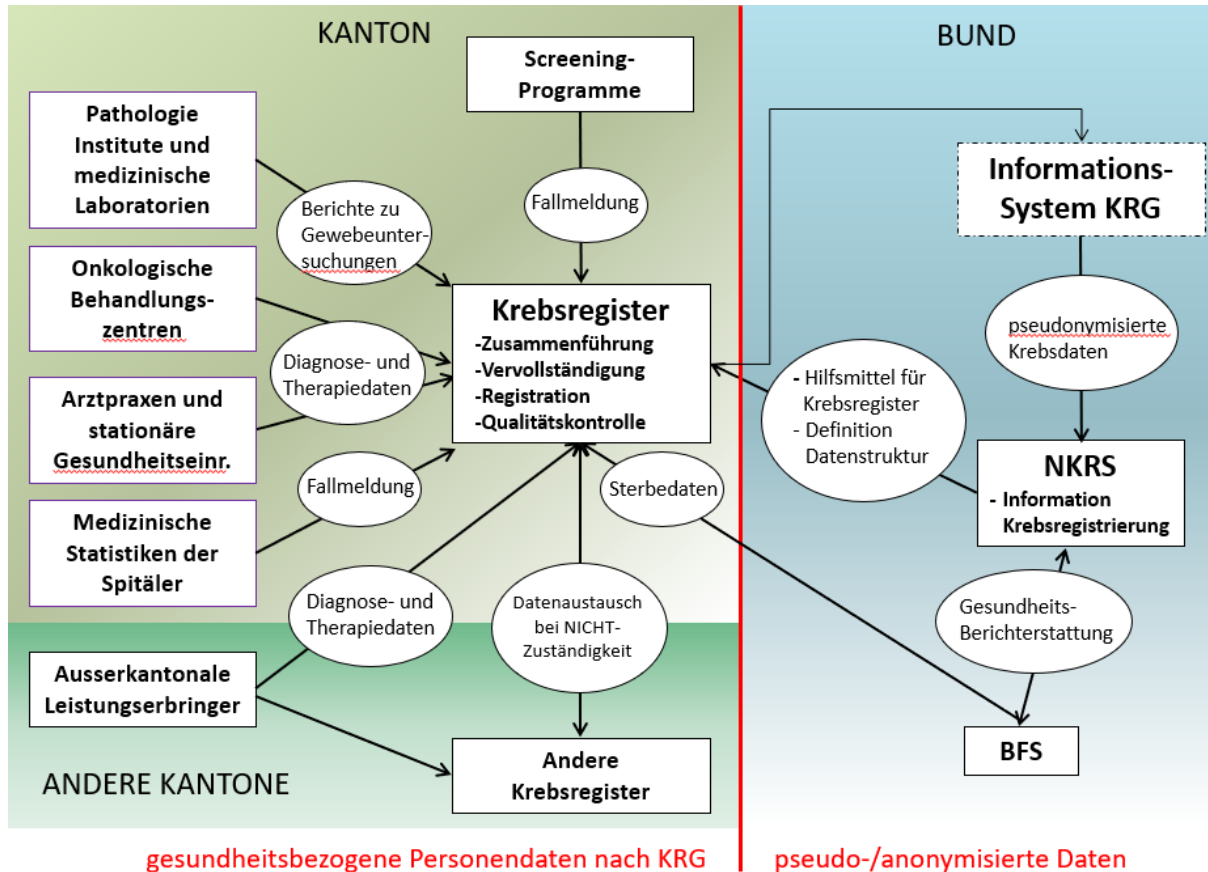 KANTON
BUND
Screening-
Programme
Pathologie
Institute und
medizinische
Laboratorien
Informations-
System KRG
Fallmeldung
Berichte zu
Gewebeunter-
suchungen
Onkologische
Behandlungs-
zentren
Krebsregister
-Zusammenführung
-Vervollständigung
-Registration
-Qualitätskontrolle
pseudonymisierte
Krebsdaten
Diagnose- und
Therapiedaten
- Hilfsmittel für
Krebsregister
- Definition
Datenstruktur
Arztpraxen und
stationäre
Gesundheitseinr.
Fallmeldung
Sterbedaten
NKRS
- Information
Krebsregistrierung
Medizinische
Statistiken der
Spitäler
Diagnose- und
Therapiedaten
Datenaustausch
bei NICHT-
Zuständigkeit
Gesundheits-
Berichterstattung
Ausserkantonale
Leistungserbringer
BFS
Andere
Krebsregister
ANDERE KANTONE
gesundheitsbezogene Personendaten nach KRG
pseudo-/anonymisierte Daten